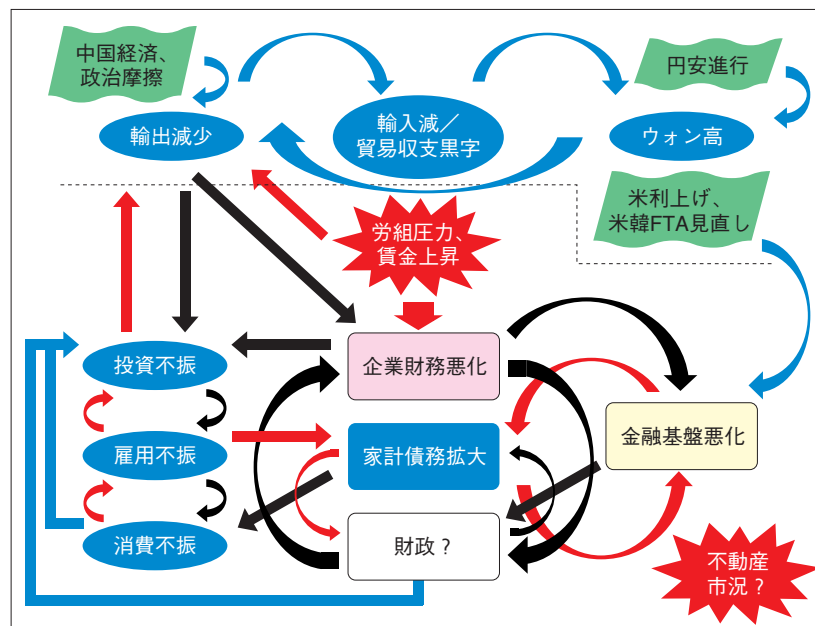 中国経済、
政治摩擦
円安進行
輸出減少
輸入減／
貿易収支黒字
ウォン高
米利上げ、
米韓FTA見直し
労組圧力、
賃金上昇
投資不振
企業財務悪化
雇用不振
家計債務拡大
金融基盤悪化
消費不振
財政？
不動産
市況？